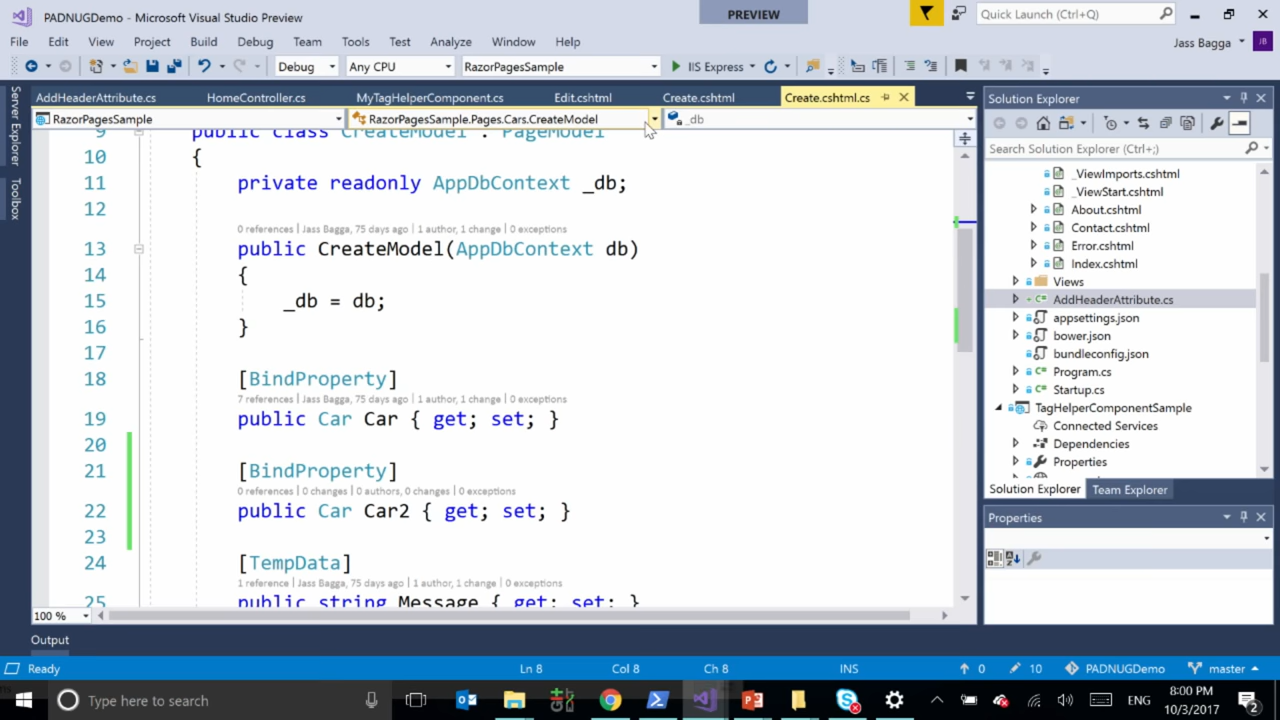 PADNUGDemo - Microsoft Visual Studio Preview
PREVIEW
Quick Launch (Ctrl+Q)
File Edit View Project Build Debug Team Tools Test Analyze Window Help
Jass Bagga
JB
Debug Any CPU RazorPagesSample IIS Express
Server Explorer
Toolbox
AddHeaderAttribute.cs HomeController.cs MyTagHelperComponent.cs Edit.cshtml Create.cshtml Create.cshtml.cs
RazorPagesSample RazorPagesSample.Pages.Cars.CreateModel _db
9 public class CreateModel : PageModel
10 {
11 private readonly AppDbContext _db;
12
0 references | Jass Bagga, 75 days ago | 1 author, 1 change | 0 exceptions
13 public CreateModel(AppDbContext db)
14 {
15 _db = db;
16 }
17
18 [BindProperty]
7 references | Jass Bagga, 75 days ago | 1 author, 1 change | 0 exceptions
19 public Car Car { get; set; }
20
21 [BindProperty]
0 references | 0 changes | 0 authors, 0 changes | 0 exceptions
22 public Car Car2 { get; set; }
23
24 [TempData]
1 reference | Jass Bagga, 75 days ago | 1 author, 1 change | 0 exceptions
25 public string Message { get; set; }
100 %
Solution Explorer
Search Solution Explorer (Ctrl+;)
_ViewImports.cshtml
_ViewStart.cshtml
About.cshtml
Contact.cshtml
Error.cshtml
Index.cshtml
Views
AddHeaderAttribute.cs
appsettings.json
bower.json
bundleconfig.json
Program.cs
Startup.cs
TagHelperComponentSample
Connected Services
Dependencies
Properties
Solution Explorer Team Explorer
Properties
Output
Ready Ln 8 Col 8 Ch 8 INS 0 10 PADNUGDemo master
Type here to search
ENG
8:00 PM
10/3/2017
2